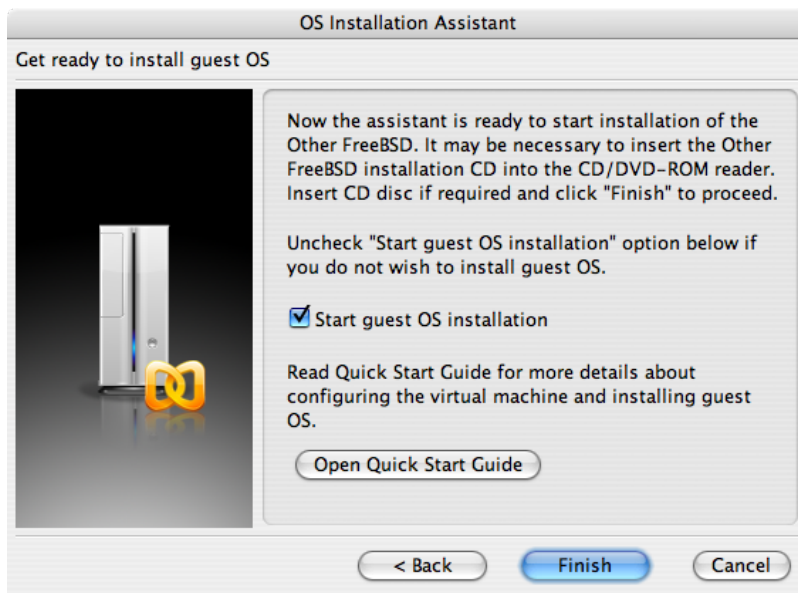 OS Installation Assistant
Get ready to install guest OS
Now the assistant is ready to start installation of the
Other FreeBSD. It may be necessary to insert the Other
FreeBSD installation CD into the CD/DVD-ROM reader.
Insert CD disc if required and click "Finish" to proceed.
Uncheck "Start guest OS installation" option below if
you do not wish to install guest OS.
Start guest OS installation
Read Quick Start Guide for more details about
configuring the virtual machine and installing guest
OS.
Open Quick Start Guide
< Back
Finish
Cancel